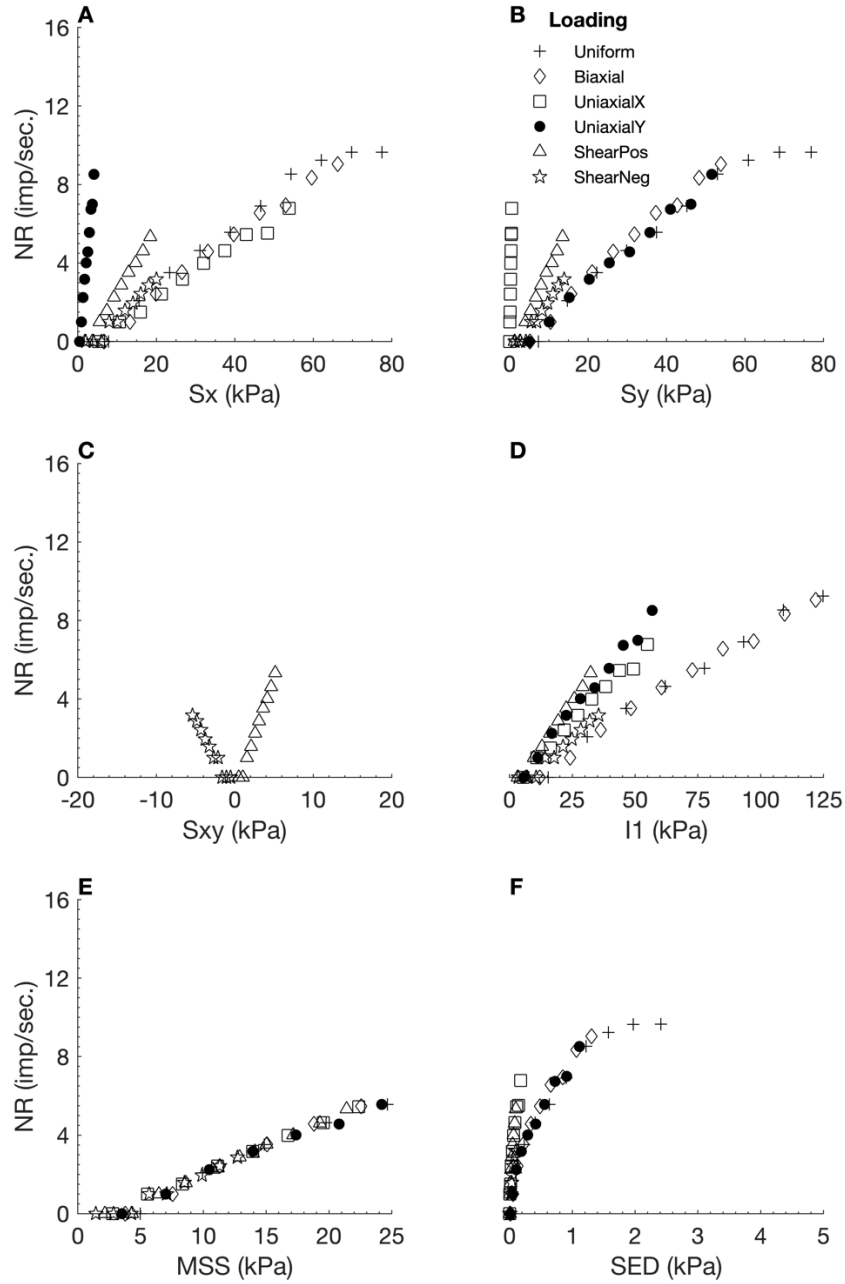 A
16
12
8
4
0
NR (imp/sec.)
0 20 40 60 80
Sx (kPa)
B Loading
Uniform
Biaxial
UniaxialX
UniaxialY
ShearPos
ShearNeg
0 20 40 60 80
Sy (kPa)
C
16
12
8
4
0
NR (imp/sec.)
-20 -10 0 10 20
Sxy (kPa)
D
0 25 50 75 100 125
I1 (kPa)
E
16
12
8
4
0
NR (imp/sec.)
0 5 10 15 20 25
MSS (kPa)
F
0 1 2 3 4 5
SED (kPa)